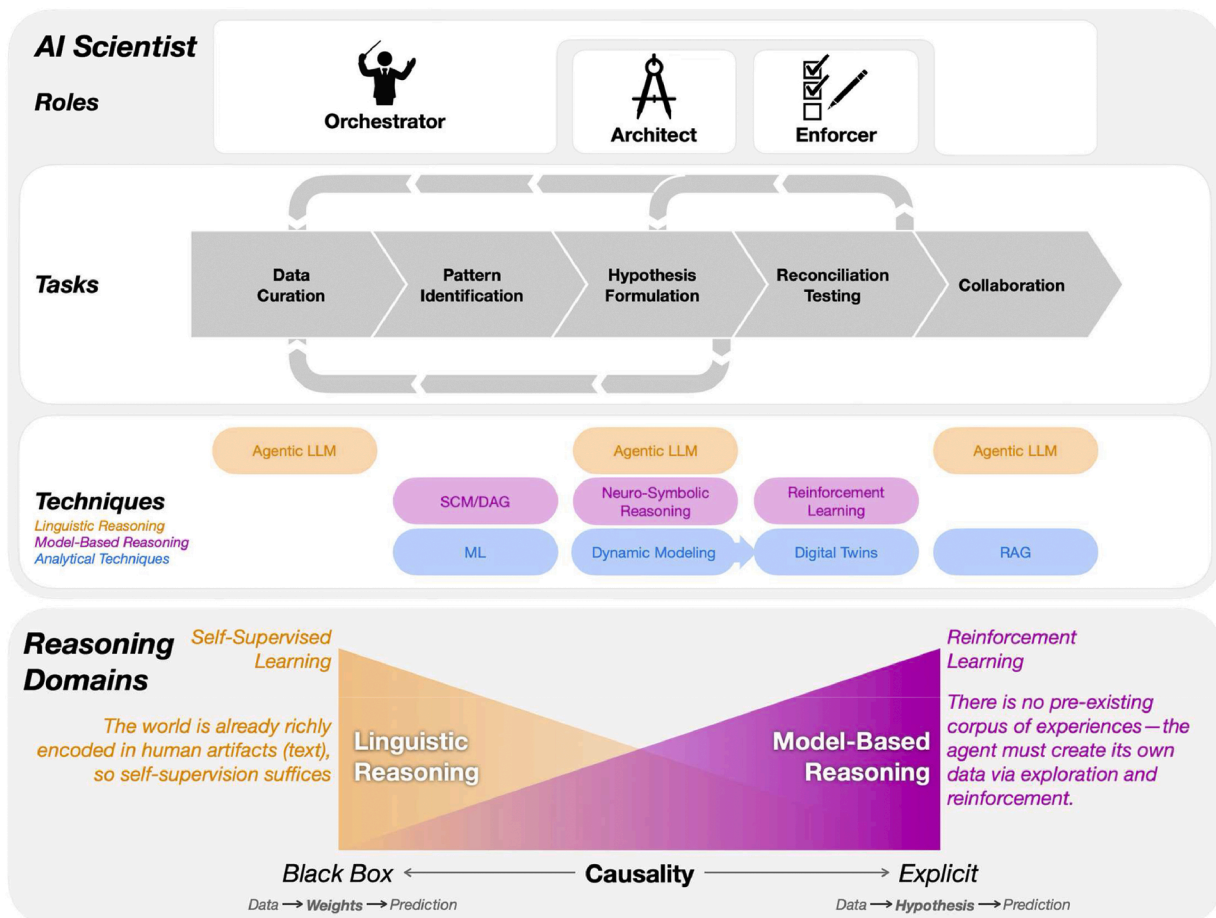 AI Scientist
Roles
Orchestrator
Architect
Enforcer
Tasks
Data
Curation
Pattern
Identification
Hypothesis
Formulation
Reconciliation
Testing
Collaboration
Techniques
Linguistic Reasoning
Model-Based Reasoning
Analytical Techniques
Agentic LLM
Agentic LLM
Agentic LLM
SCM/DAG
Neuro-Symbolic
Reasoning
Reinforcement
Learning
ML
Dynamic Modeling
Digital Twins
RAG
Reasoning
Domains
Self-Supervised
Learning
The world is already richly
encoded in human artifacts (text),
so self-supervision suffices
Linguistic
Reasoning
Model-Based
Reasoning
Reinforcement
Learning
There is no pre-existing
corpus of experiences—the
agent must create its own
data via exploration and
reinforcement.
Black Box
Causality
Explicit
Data → Weights → Prediction
Data → Hypothesis → Prediction